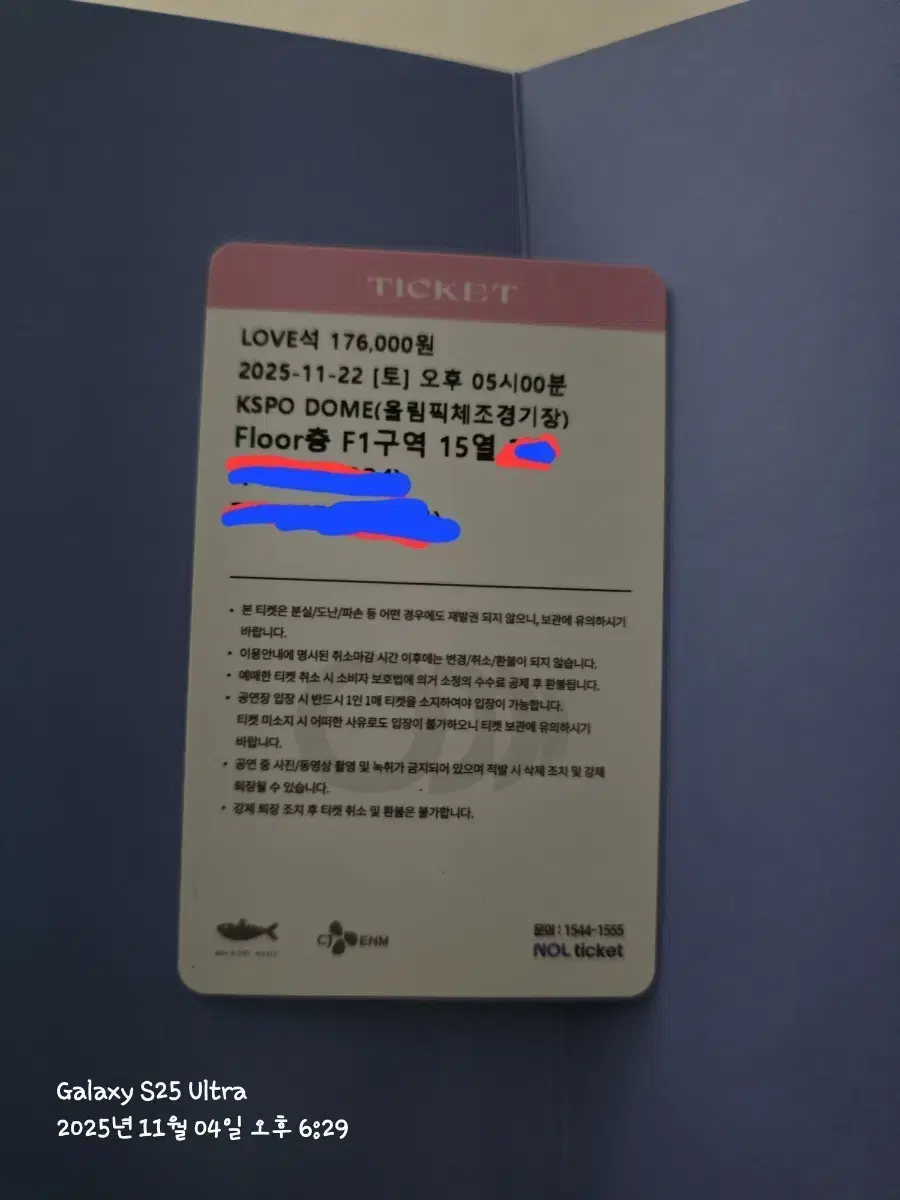 TICKET
LOVE석 176,000원
2025-11-22 [토] 오후 05시00분
KSPO DOME(올림픽체조경기장)
Floor층 F1구역 15열
• 본 티켓은 분실/도난/파손 등 어떤 경우에도 재발권 되지 않으니, 보관에 유의하시기
바랍니다.
• 이용안내에 명시된 취소마감 시간 이후에는 변경/취소/환불이 되지 않습니다.
• 예매한 티켓 취소 시 소비자 보호법에 의거 소정의 수수료 공제 후 환불됩니다.
• 공연장 입장 시 반드시 1인 1매 티켓을 소지하여야 입장이 가능합니다.
티켓 미소지 시 어떠한 사유로도 입장이 불가하오니 티켓 보관에 유의하시기
바랍니다.
• 공연 중 사진/동영상 촬영 및 녹취가 금지되어 있으며 적발 시 삭제 조치 및 강제
퇴장될 수 있습니다.
• 강제 퇴장 조치 후 티켓 취소 및 환불은 불가합니다.
CJ ENM
문의 : 1544-1555
NOL ticket
Galaxy S25 Ultra
2025년 11월 04일 오후 6:29